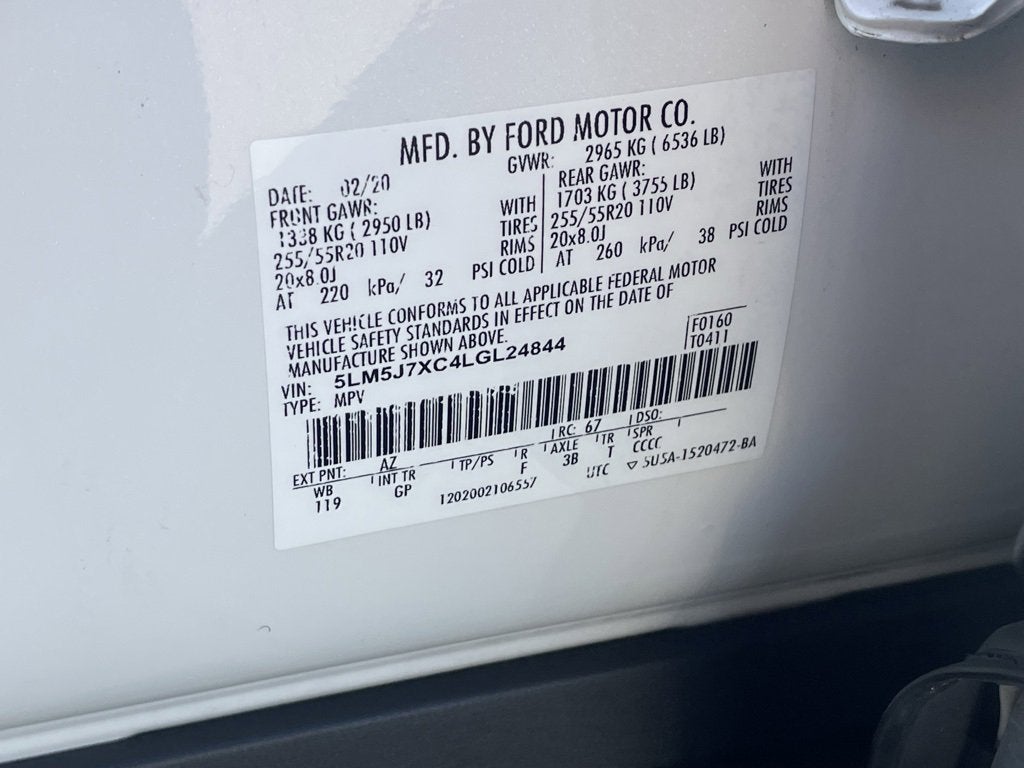 MFD. BY FORD MOTOR CO.
DATE: 02/20 GVWR: 2965 KG ( 6536 LB)
FRONT GAWR: REAR GAWR:
1338 KG ( 2950 LB) WITH 1703 KG ( 3755 LB) WITH
255/55R20 110V TIRES 255/55R20 110V TIRES
20x8.0J RIMS 20x8.0J RIMS
AT 220 kPa/ 32 PSI COLD AT 260 kPa/ 38 PSI COLD
THIS VEHICLE CONFORMS TO ALL APPLICABLE FEDERAL MOTOR
VEHICLE SAFETY STANDARDS IN EFFECT ON THE DATE OF
MANUFACTURE SHOWN ABOVE.
F0160
VIN: 5LM5J7XC4LGL24844 T0411
TYPE: MPV
EXT PNT: AZ RC: 67 DSO:
WB INT TR TP/PS R AXLE TR SPR
119 GP F 3B T CCCC
1202002106557 UTC ▽ 5U5A-1520472-BA